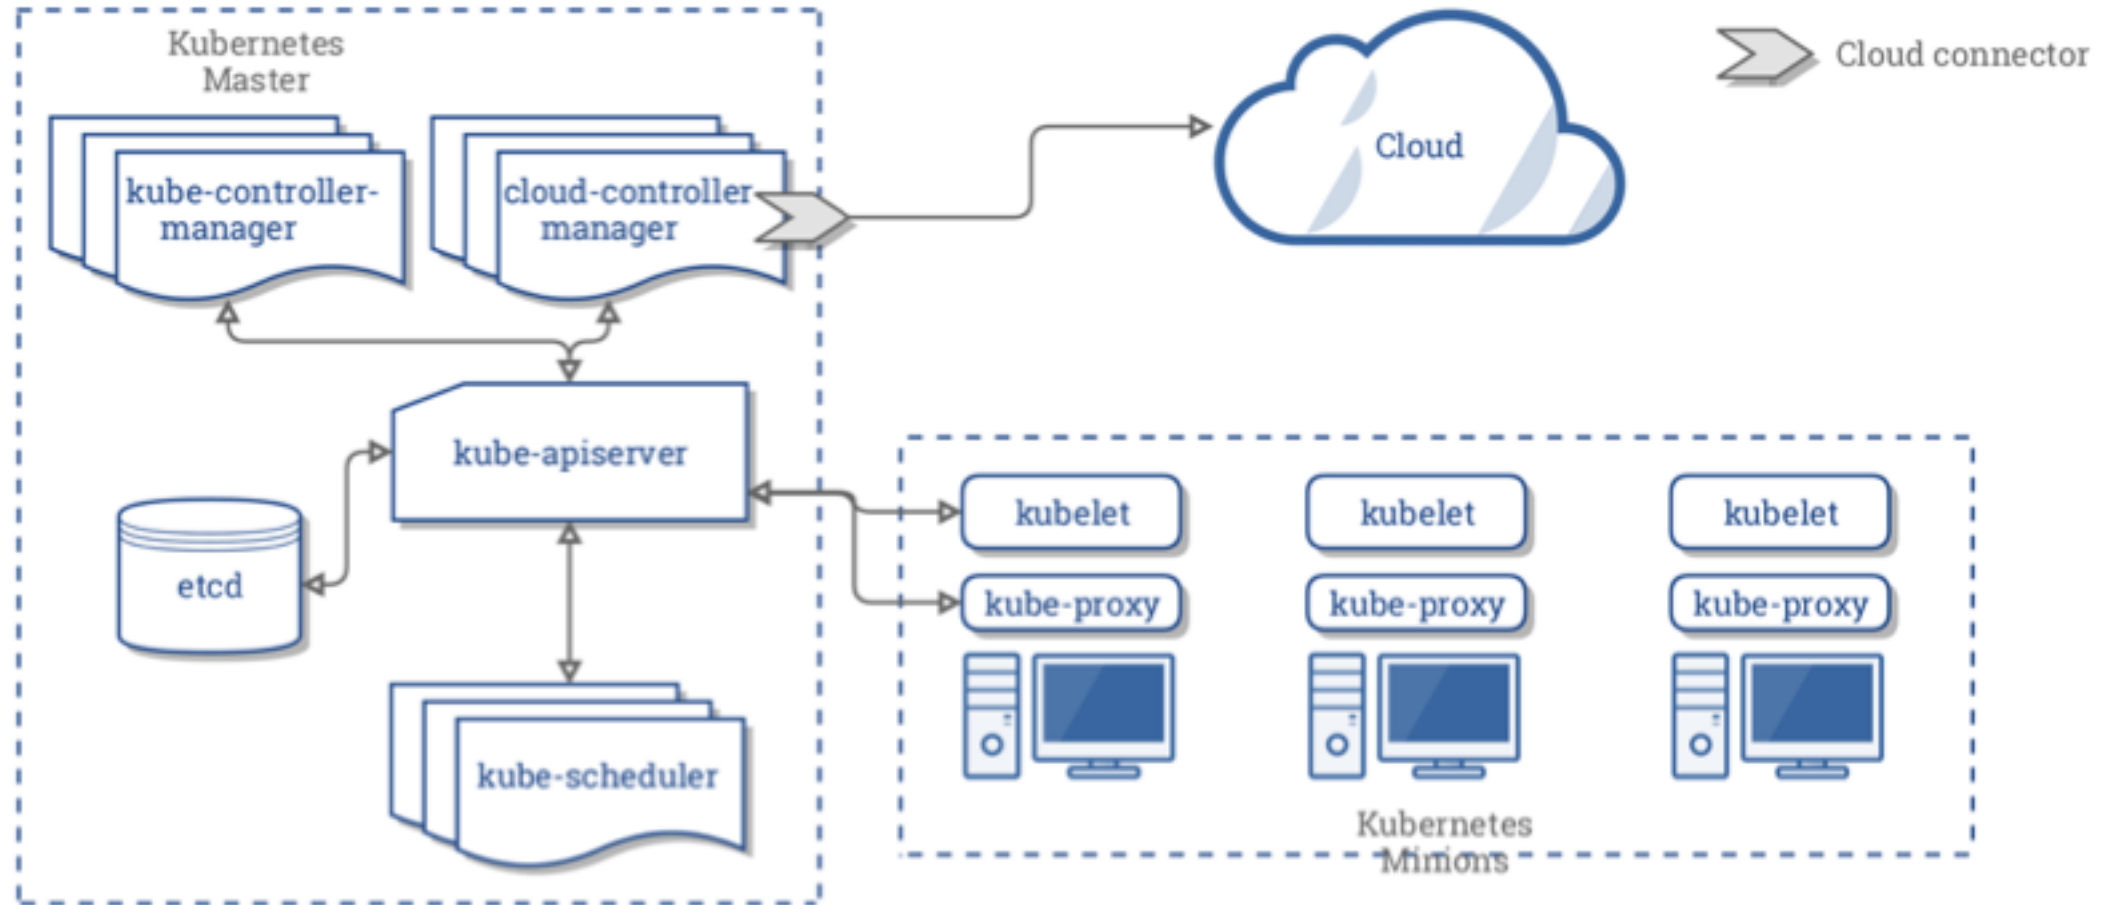 Kubernetes
Master
kube-controller-
manager
cloud-controller
manager
Cloud
Cloud connector
kube-apiserver
etcd
kube-scheduler
kubelet
kubelet
kubelet
kube-proxy
kube-proxy
kube-proxy
Kubernetes
Minions